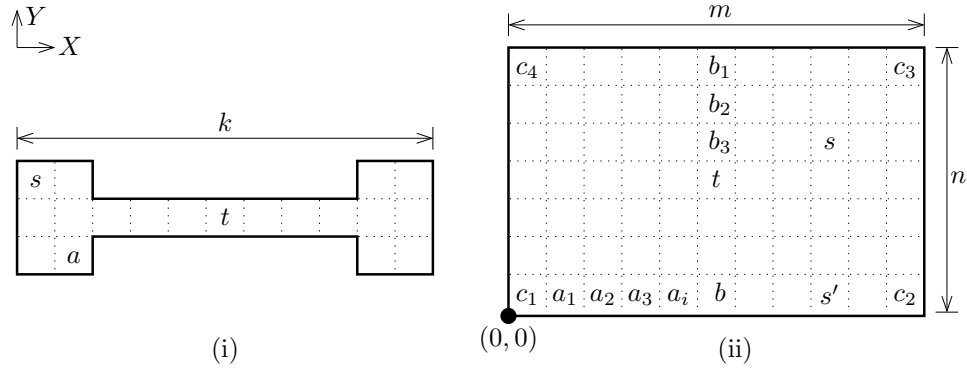 Y
X
k
s
t
a
(i)
m
c₄ b₁ c₃
b₂
b₃ s
t
n
c₁ a₁ a₂ a₃ aᵢ b s′ c₂
(0, 0)
(ii)